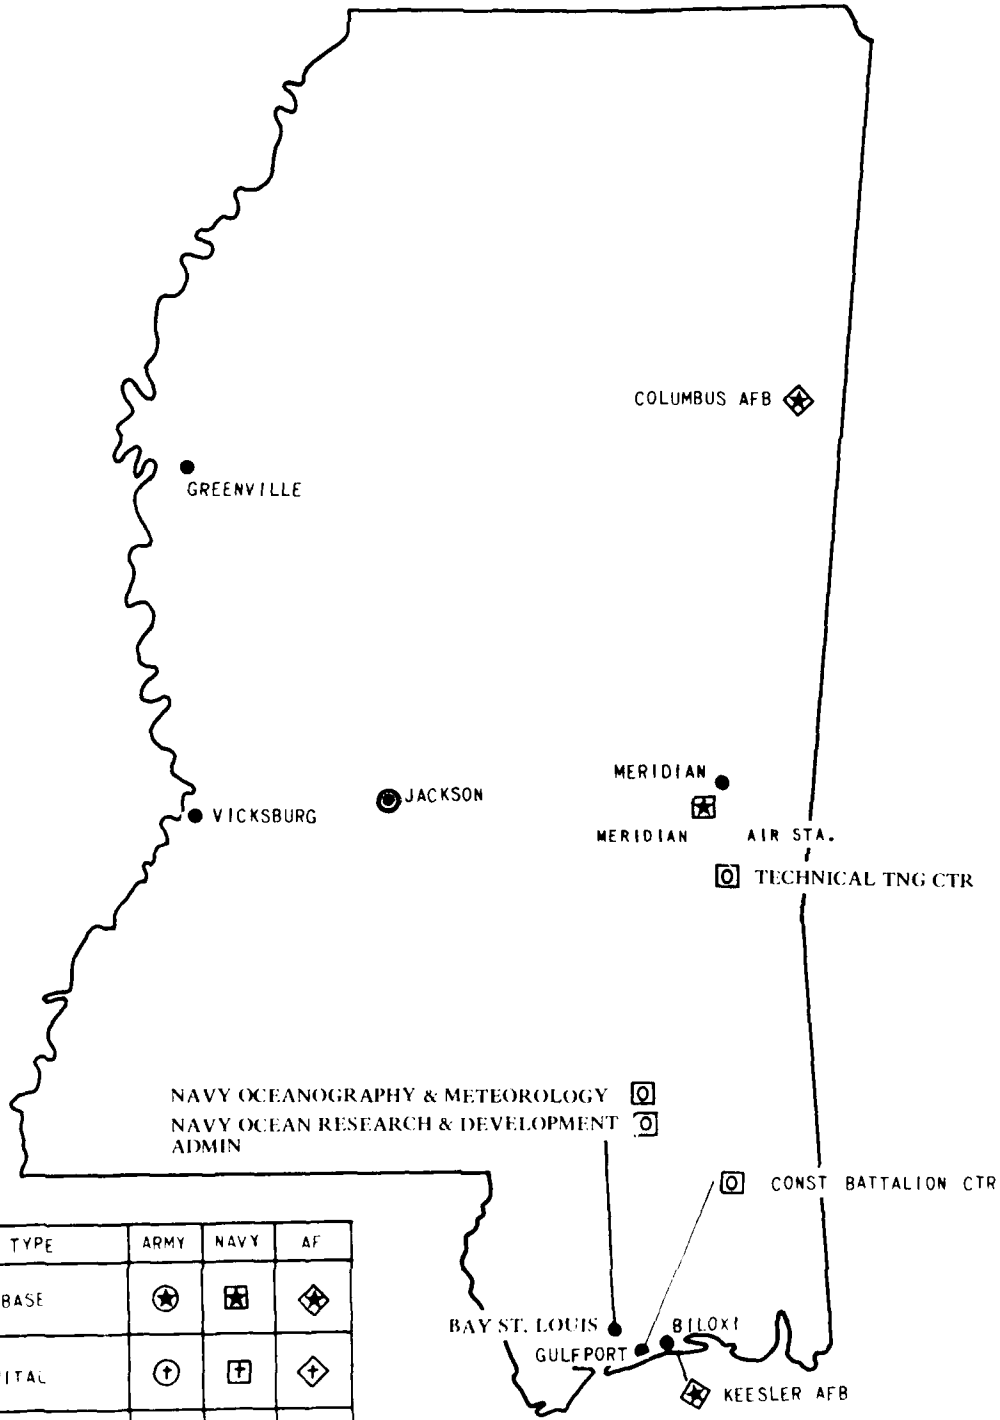 COLUMBUS AFB
GREENVILLE
MERIDIAN
JACKSON
VICKSBURG
MERIDIAN AIR STA.
TECHNICAL TNG CTR
NAVY OCEANOGRAPHY & METEOROLOGY
NAVY OCEAN RESEARCH & DEVELOPMENT
ADMIN
CONST BATTALION CTR
TYPE ARMY NAVY AF
BASE
ITAL
BAY ST. LOUIS
BILOXI
GULFPORT
KEESLER AFB